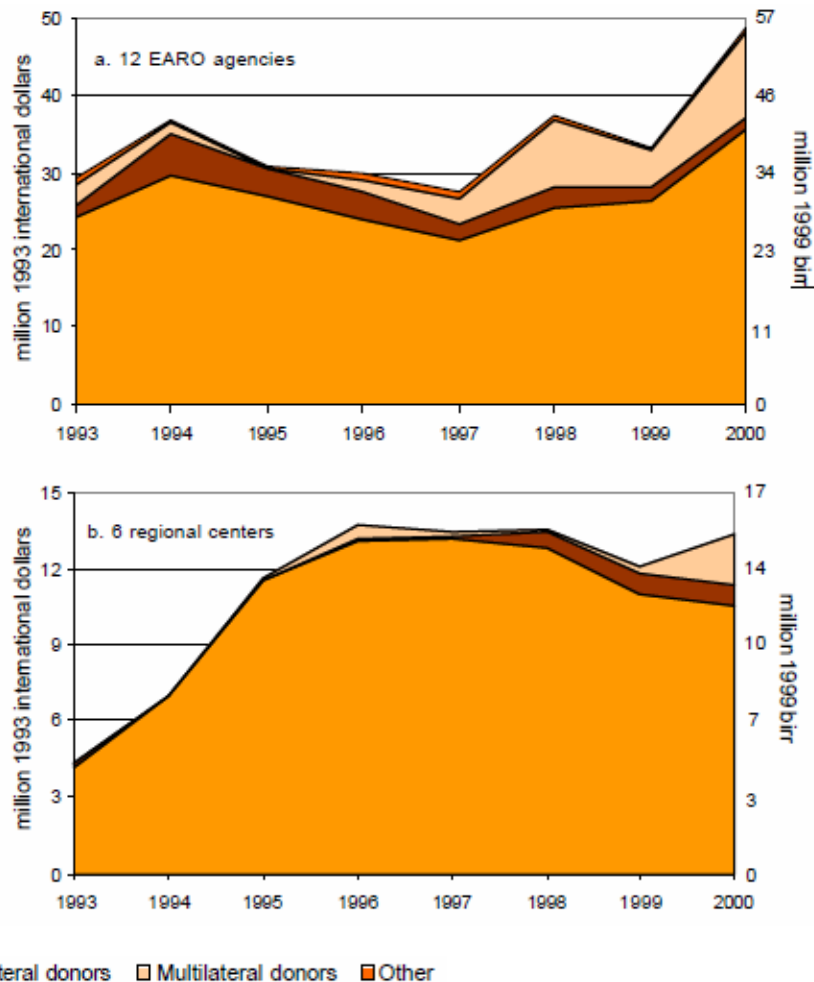 a. 12 EARO agencies
million 1993 international dollars
50
40
30
20
10
0
57
46
34
23
11
0
million 1999 birr
1993 1994 1995 1996 1997 1998 1999 2000
b. 6 regional centers
million 1993 international dollars
15
12
9
6
3
0
17
14
10
7
3
0
million 1999 birr
1993 1994 1995 1996 1997 1998 1999 2000
teral donors Multilateral donors Other